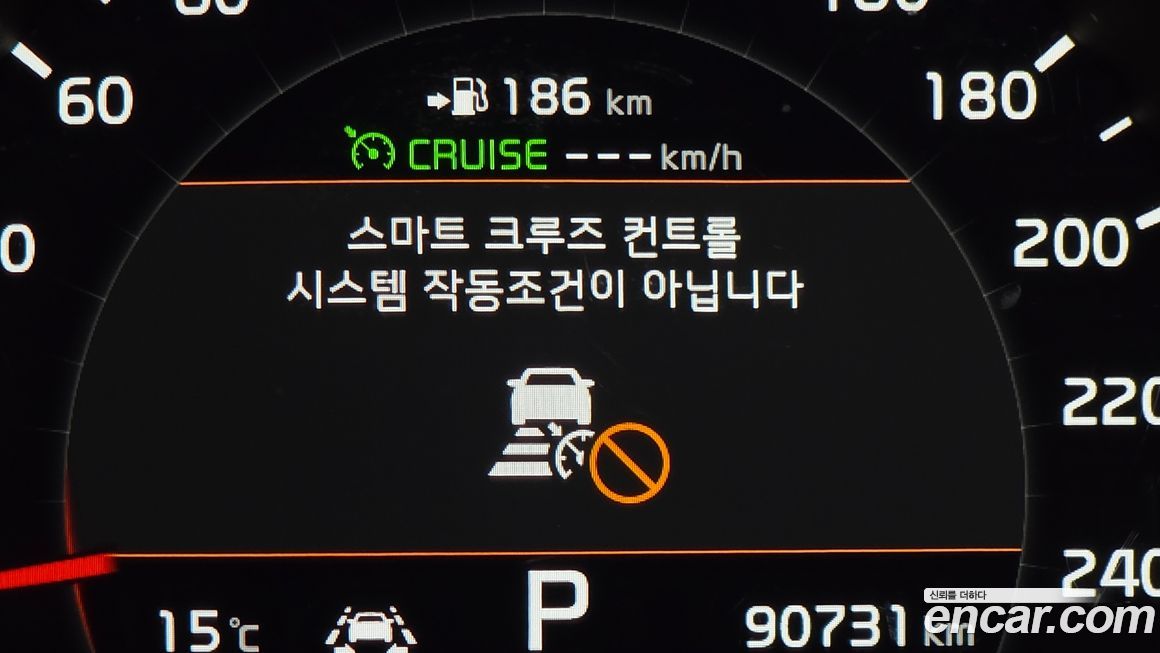 60
180
186 km
CRUISE ---km/h
스마트 크루즈 컨트롤
시스템 작동조건이 아닙니다
200
220
240
P
15°C
90731 km
신뢰를 더하다
encar.com